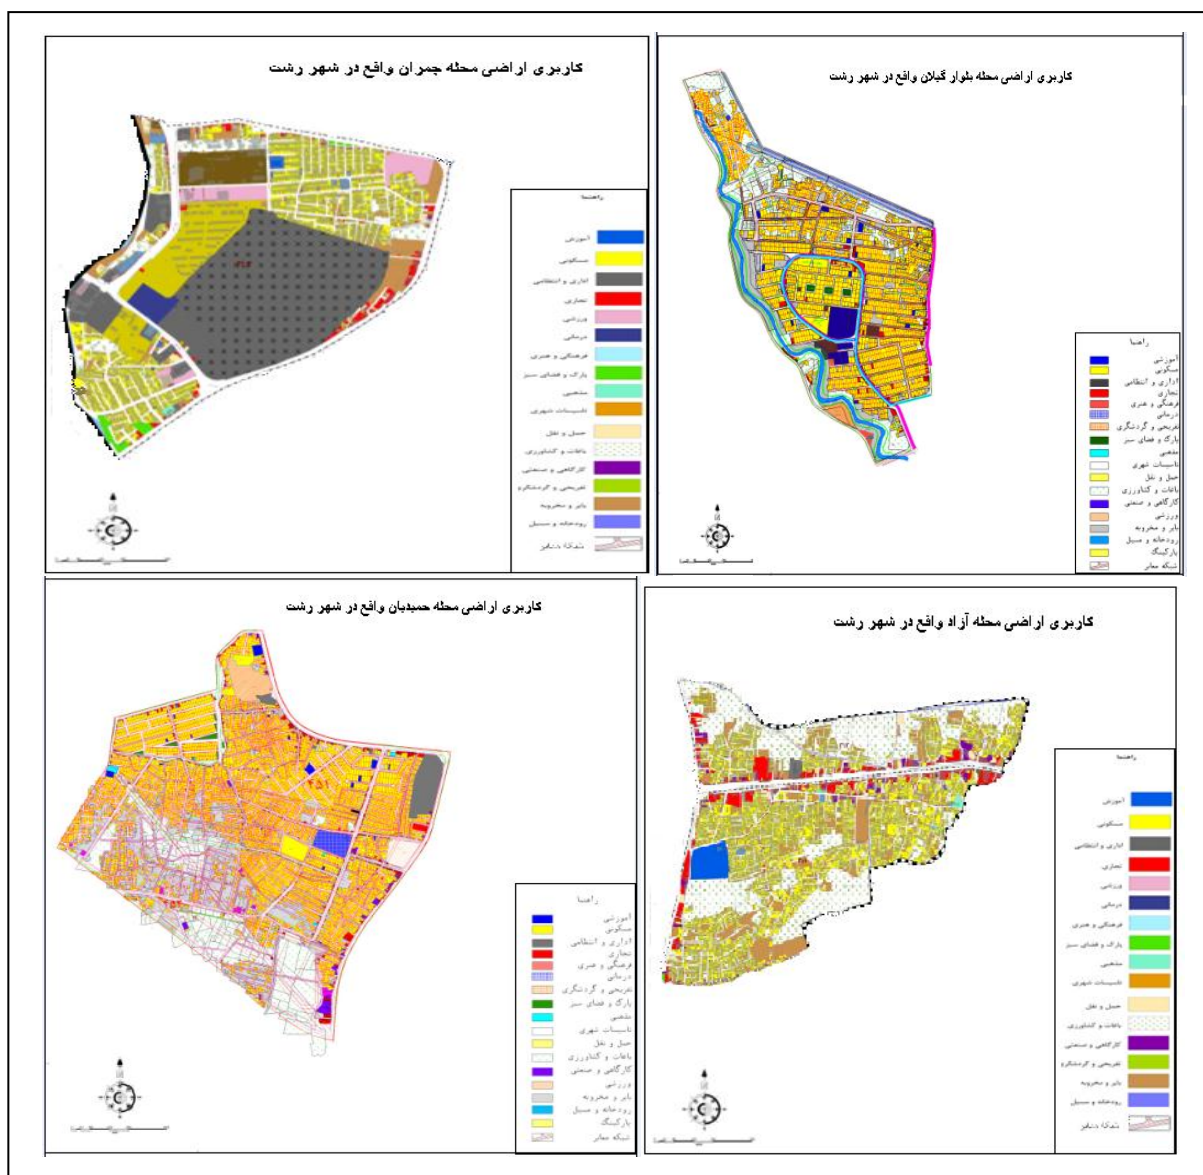 کاربری اراضی محله چمران واقع در شهر رشت
راهنما
آموزش
مسکونی
اداری و انتظامی
تجاری
ورزشی
درمانی
فرهنگی و هنری
پارک و فضای سبز
مذهبی
تاسیسات شهری
حمل و نقل
باغات و کشاورزی
کارگاهی و صنعتی
تفریحی و گردشگرو
بایر و مخروبه
رودخانه و مسیل
شبکه معابر
کاربری اراضی محله بلوار گیلان واقع در شهر رشت
راهنما
آموزشی
مسکونی
اداری و انتظامی
تجاری
فرهنگی و هنری
درمانی
تفریحی و گردشگری
پارک و فضای سبز
مذهبی
تاسیسات شهری
حمل و نقل
باغات و کشاورزی
کارگاهی و صنعتی
ورزشی
بایر و مخروبه
رودخانه و مسیل
پارکینگ
شبکه معابر
کاربری اراضی محله حمیدیان واقع در شهر رشت
راهنما
آموزشی
مسکونی
اداری و انتظامی
تجاری
فرهنگی و هنری
درمانی
تفریحی و گردشگری
پارک و فضای سبز
مذهبی
تاسیسات شهری
حمل و نقل
باغات و کشاورزی
کارگاهی و صنعتی
ورزشی
بایر و مخروبه
رودخانه و مسیل
پارکینگ
شبکه معابر
کاربری اراضی محله آزاد واقع در شهر رشت
راهنما
آموزش
مسکونی
اداری و انتظامی
تجاری
ورزشی
درمانی
فرهنگی و هنری
پارک و فضای سبز
مذهبی
تاسیسات شهری
حمل و نقل
باغات و کشاورزی
کارگاهی و صنعتی
تفریحی و گردشگرو
بایر و مخروبه
رودخانه و مسیل
شبکه معابر